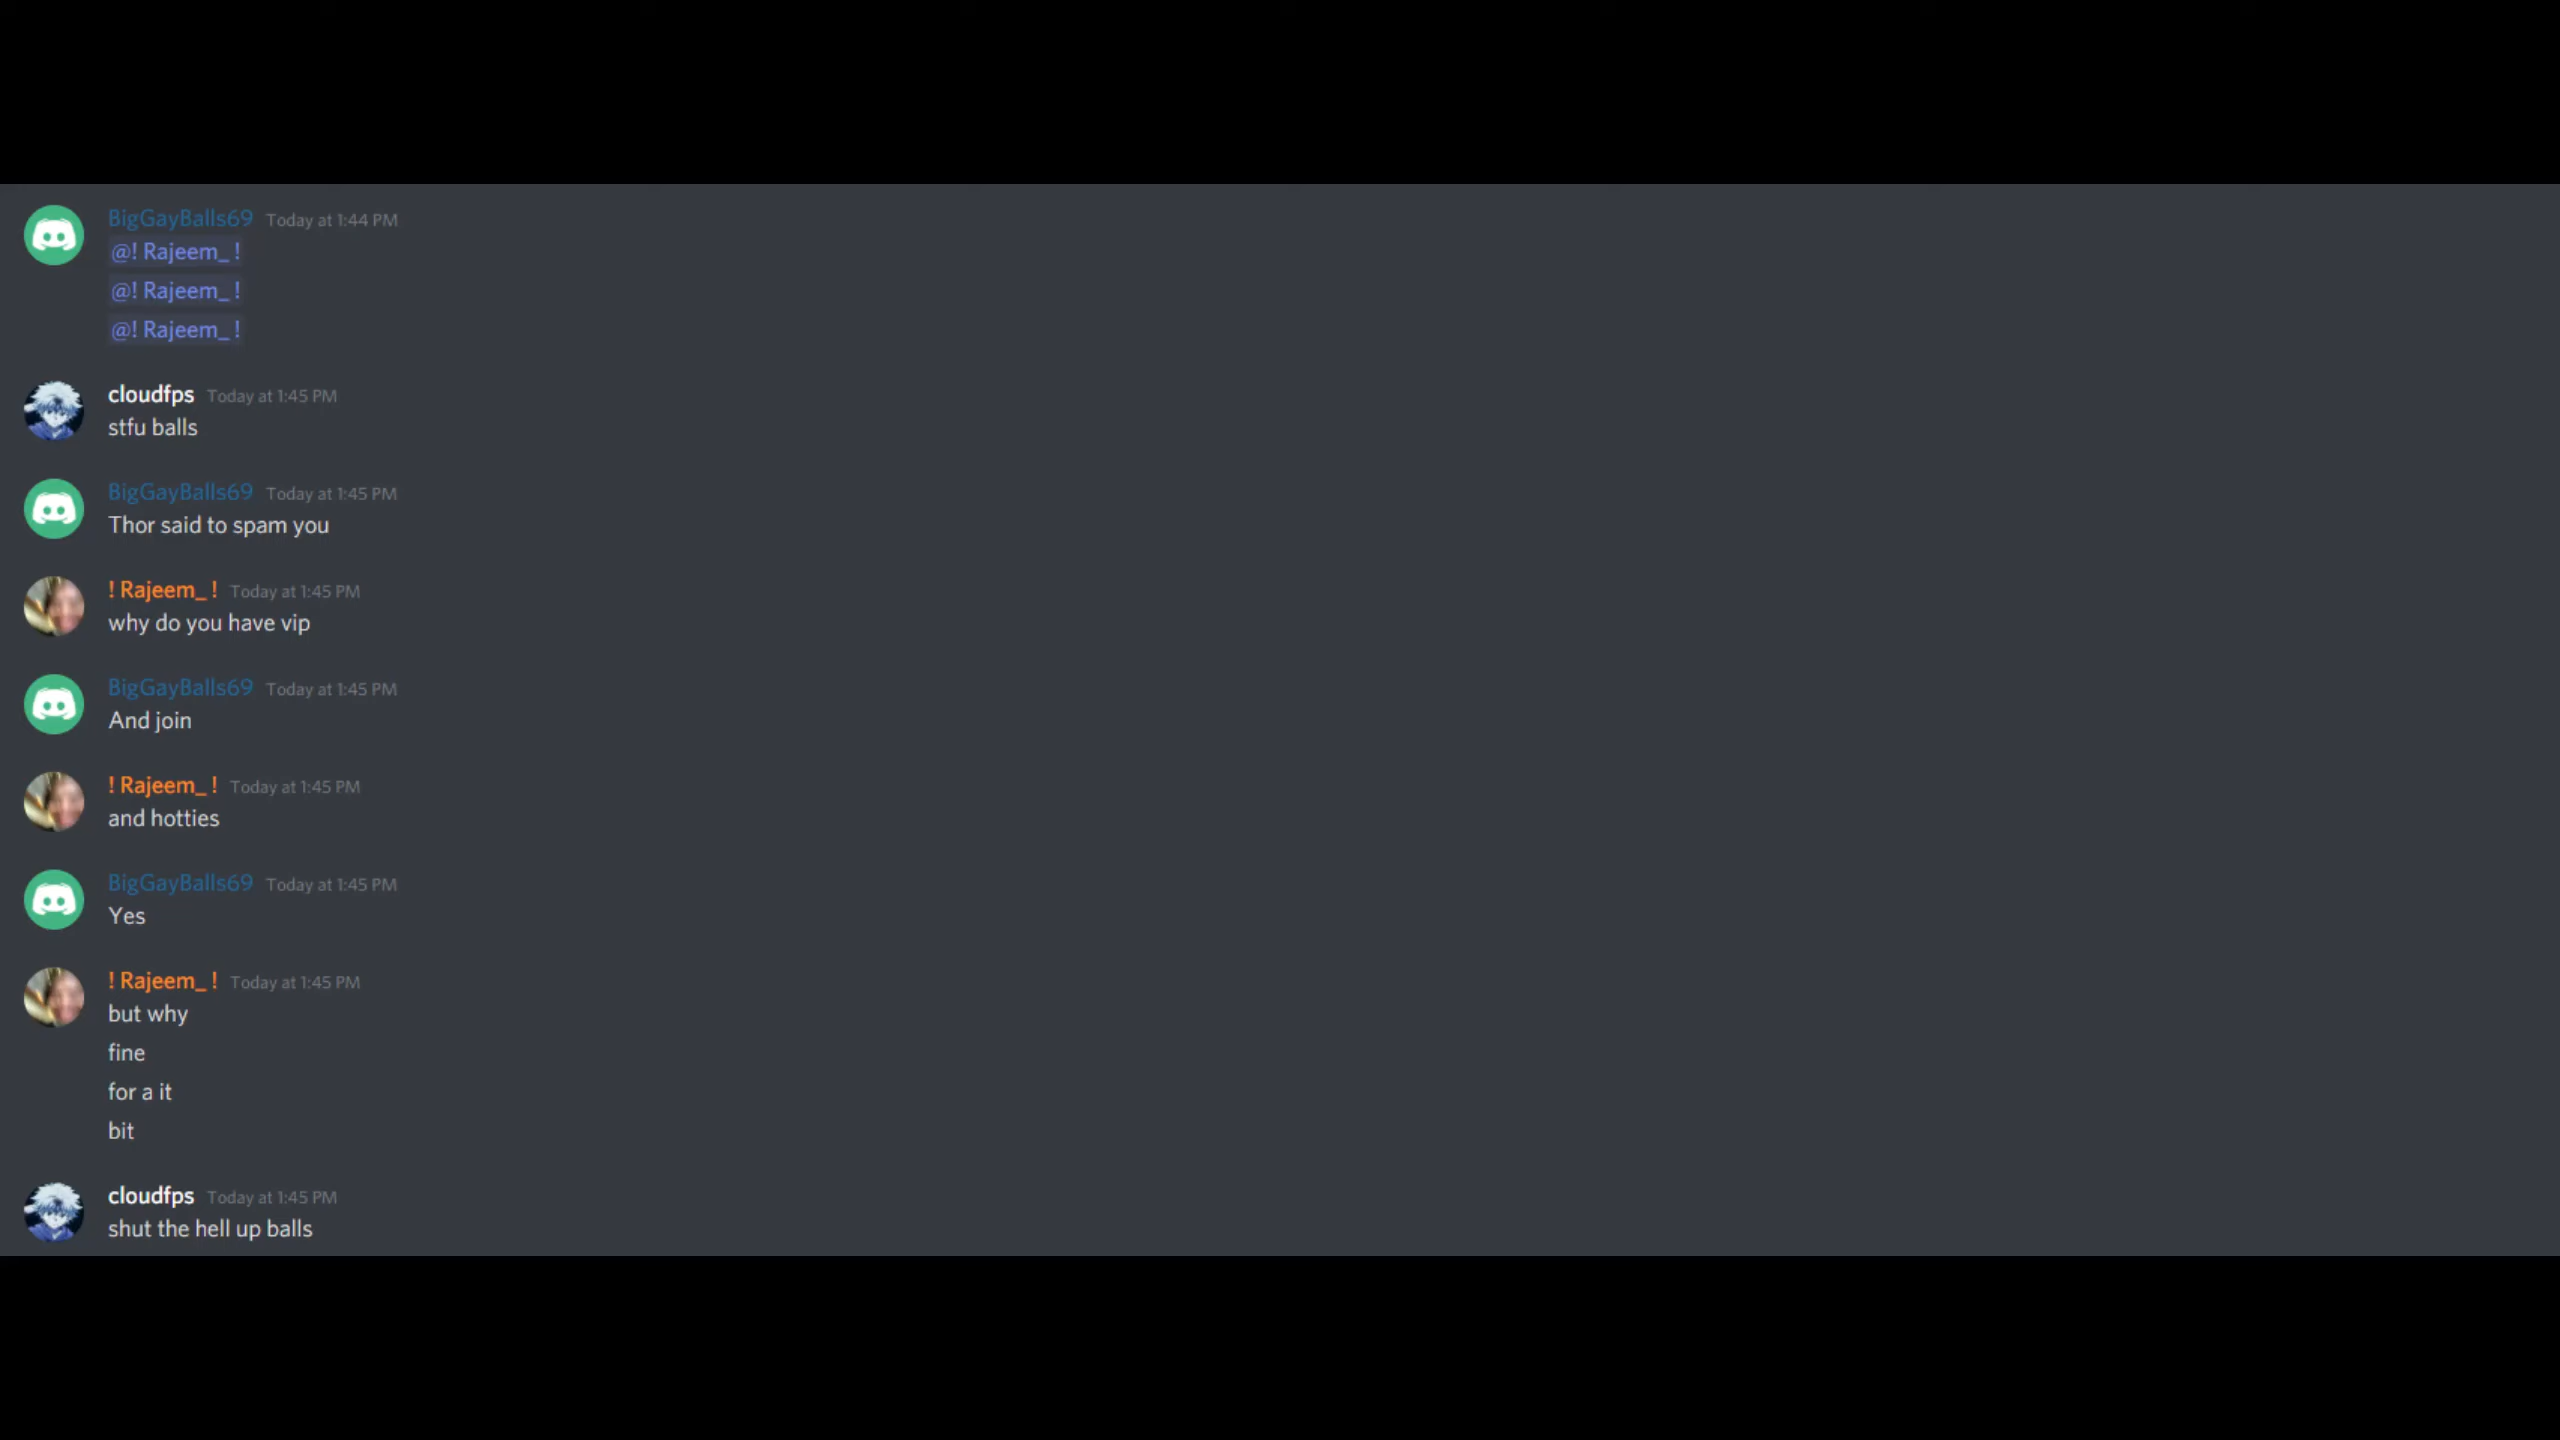 BigGayBalls69 Today at 1:44 PM
@! Rajeem_ !
@! Rajeem_ !
@! Rajeem_ !
cloudfps Today at 1:45 PM
stfu balls
BigGayBalls69 Today at 1:45 PM
Thor said to spam you
! Rajeem_ ! Today at 1:45 PM
why do you have vip
BigGayBalls69 Today at 1:45 PM
And join
! Rajeem_ ! Today at 1:45 PM
and hotties
BigGayBalls69 Today at 1:45 PM
Yes
! Rajeem_ ! Today at 1:45 PM
but why
fine
for a it
bit
cloudfps Today at 1:45 PM
shut the hell up balls